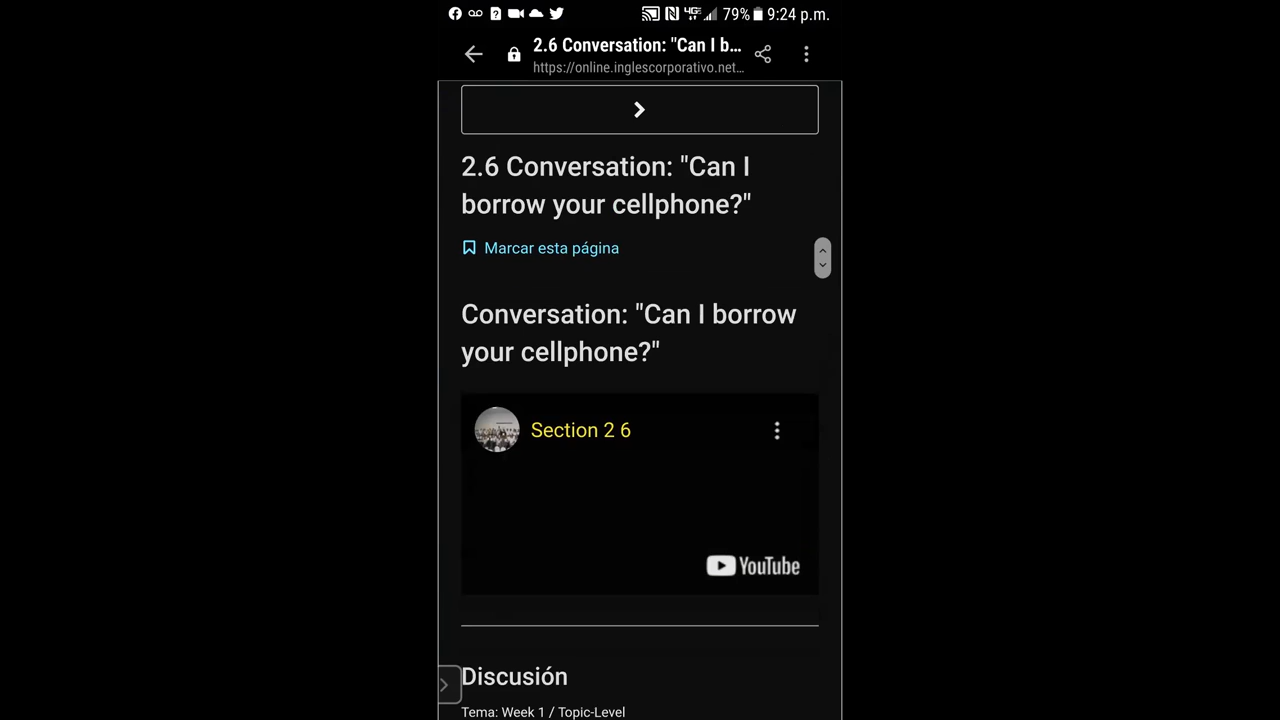 79% 9:24 p.m.
2.6 Conversation: "Can I b...
https://online.inglescorporativo.net...
2.6 Conversation: "Can I
borrow your cellphone?"
Marcar esta página
Conversation: "Can I borrow
your cellphone?"
Section 2 6
YouTube
Discusión
Tema: Week 1 / Topic-Level